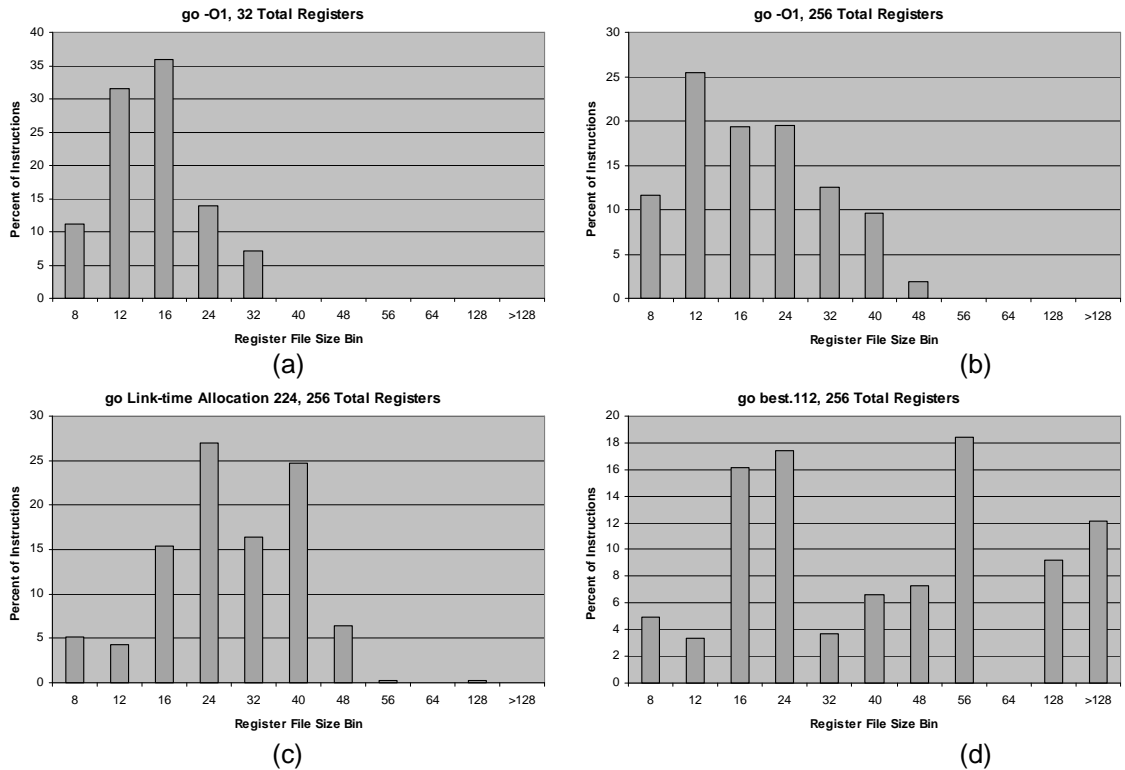 go -O1, 32 Total Registers
Percent of Instructions
40
35
30
25
20
15
10
5
0
8 12 16 24 32 40 48 56 64 128 >128
Register File Size Bin
(a)
go -O1, 256 Total Registers
Percent of Instructions
30
25
20
15
10
5
0
8 12 16 24 32 40 48 56 64 128 >128
Register File Size Bin
(b)
go Link-time Allocation 224, 256 Total Registers
Percent of Instructions
30
25
20
15
10
5
0
8 12 16 24 32 40 48 56 64 128 >128
Register File Size Bin
(c)
go best.112, 256 Total Registers
Percent of Instructions
20
18
16
14
12
10
8
6
4
2
0
8 12 16 24 32 40 48 56 64 128 >128
Register File Size Bin
(d)